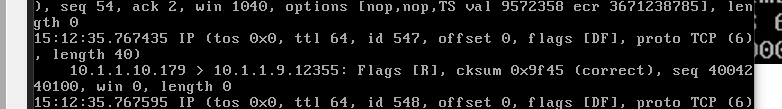 ), seq 54, ack 2, win 1040, options [nop,nop,TS val 9572358 ecr 3671238785], len
gth 0
15:12:35.767435 IP (tos 0x0, ttl 64, id 547, offset 0, flags [DF], proto TCP (6)
, length 40)
    10.1.1.10.179 > 10.1.1.9.12355: Flags [R], cksum 0x9f45 (correct), seq 40042
40100, win 0, length 0
15:12:35.767595 IP (tos 0x0, ttl 64, id 548, offset 0, flags [DF], proto TCP (6)